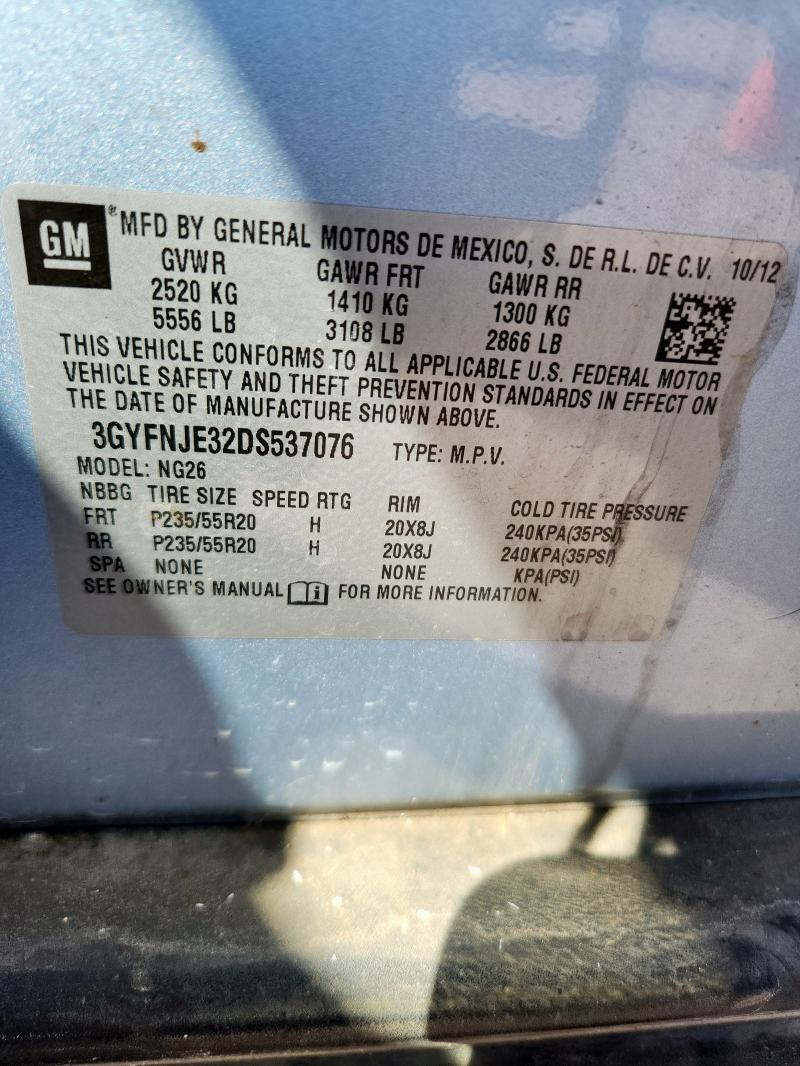 GM ® MFD BY GENERAL MOTORS DE MEXICO, S. DE R.L. DE C.V. 10/12
GVWR GAWR FRT GAWR RR
2520 KG 1410 KG 1300 KG
5556 LB 3108 LB 2866 LB
THIS VEHICLE CONFORMS TO ALL APPLICABLE U.S. FEDERAL MOTOR
VEHICLE SAFETY AND THEFT PREVENTION STANDARDS IN EFFECT ON
THE DATE OF MANUFACTURE SHOWN ABOVE.
3GYFNJE32DS537076 TYPE: M.P.V.
MODEL: NG26
NBBG TIRE SIZE SPEED RTG RIM COLD TIRE PRESSURE
FRT P235/55R20 H 20X8J 240KPA(35PSI)
RR P235/55R20 H 20X8J 240KPA(35PSI)
SPA NONE NONE KPA(PSI)
SEE OWNER'S MANUAL i FOR MORE INFORMATION.